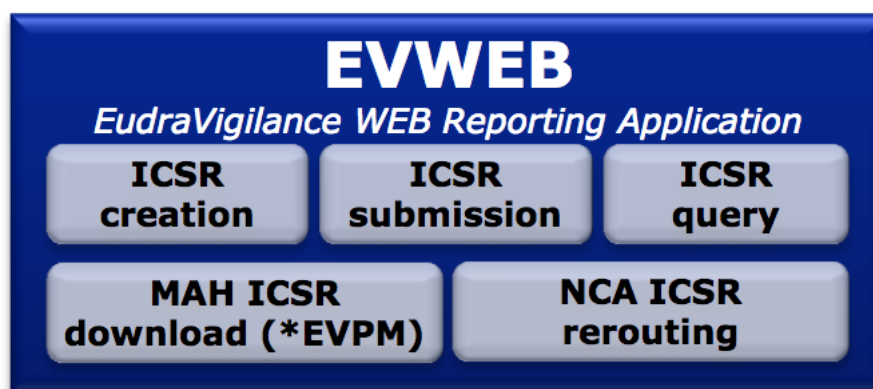 EVWEB
EudraVigilance WEB Reporting Application
ICSR
creation
ICSR
submission
ICSR
query
MAH ICSR
download (*EVPM)
NCA ICSR
rerouting